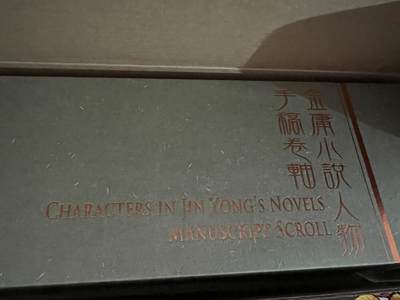 金庸小說人物
手稿卷軸
CHARACTERS IN JIN YONG'S NOVELS
MANUSCRIPT SCROLL